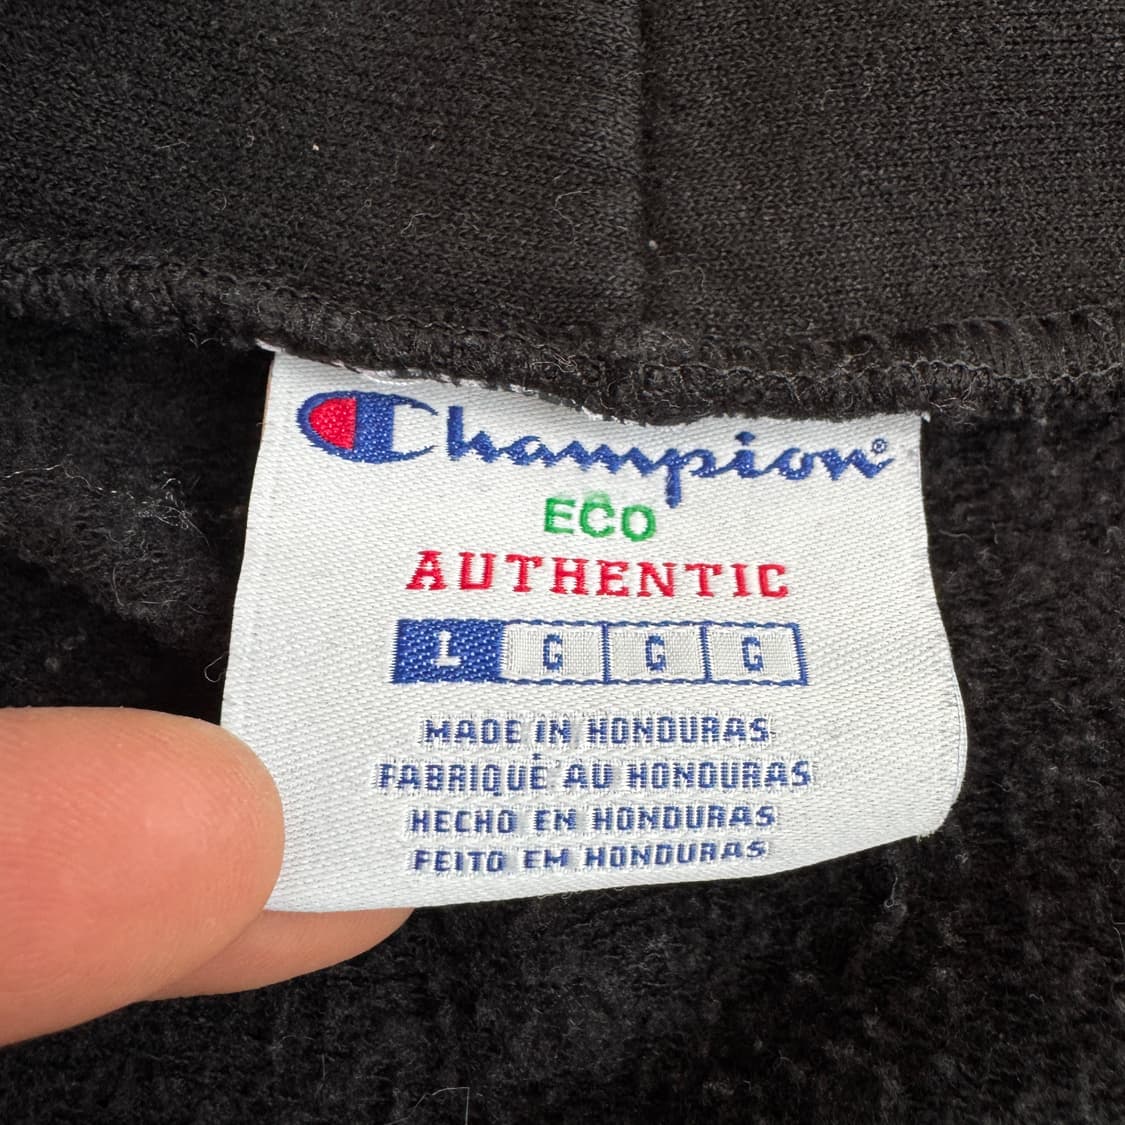 Champion®
ECO
AUTHENTIC
L G G G
MADE IN HONDURAS
FABRIQUÉ AU HONDURAS
HECHO EN HONDURAS
FEITO EM HONDURAS